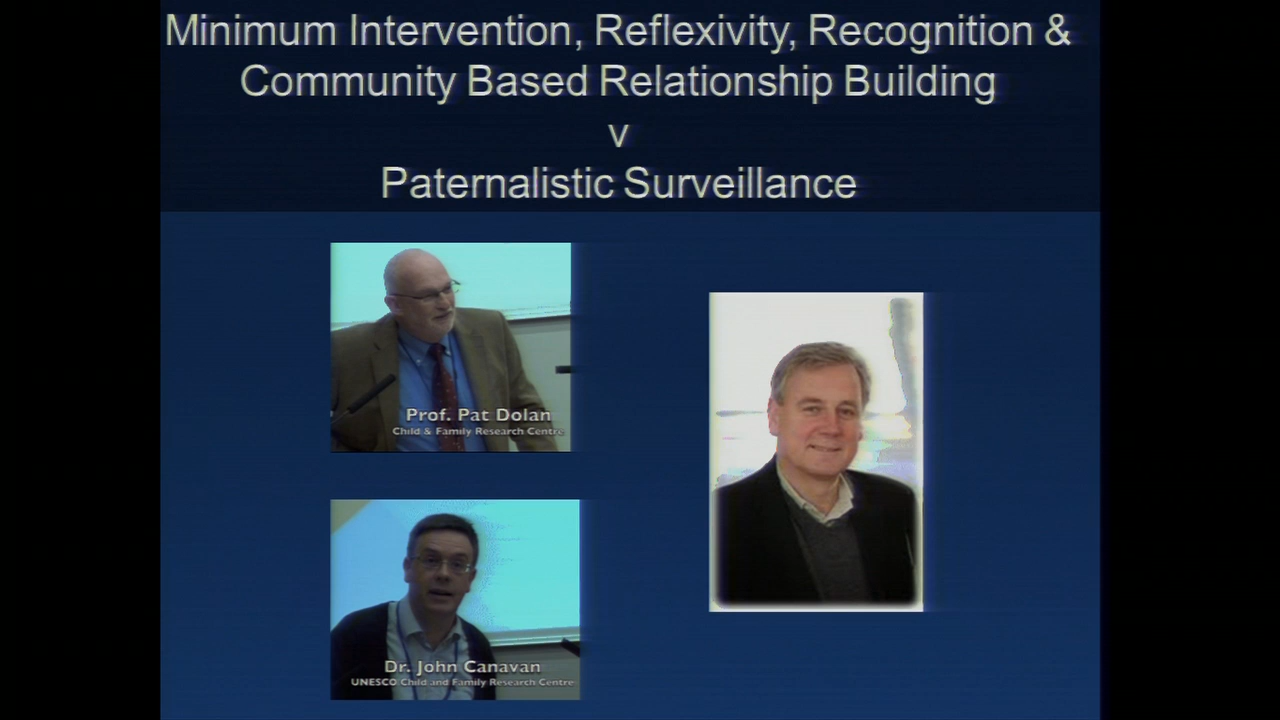 Minimum Intervention, Reflexivity, Recognition &
Community Based Relationship Building
v
Paternalistic Surveillance
Prof. Pat Dolan
Child & Family Research Centre
Dr. John Canavan
UNESCO Child and Family Research Centre